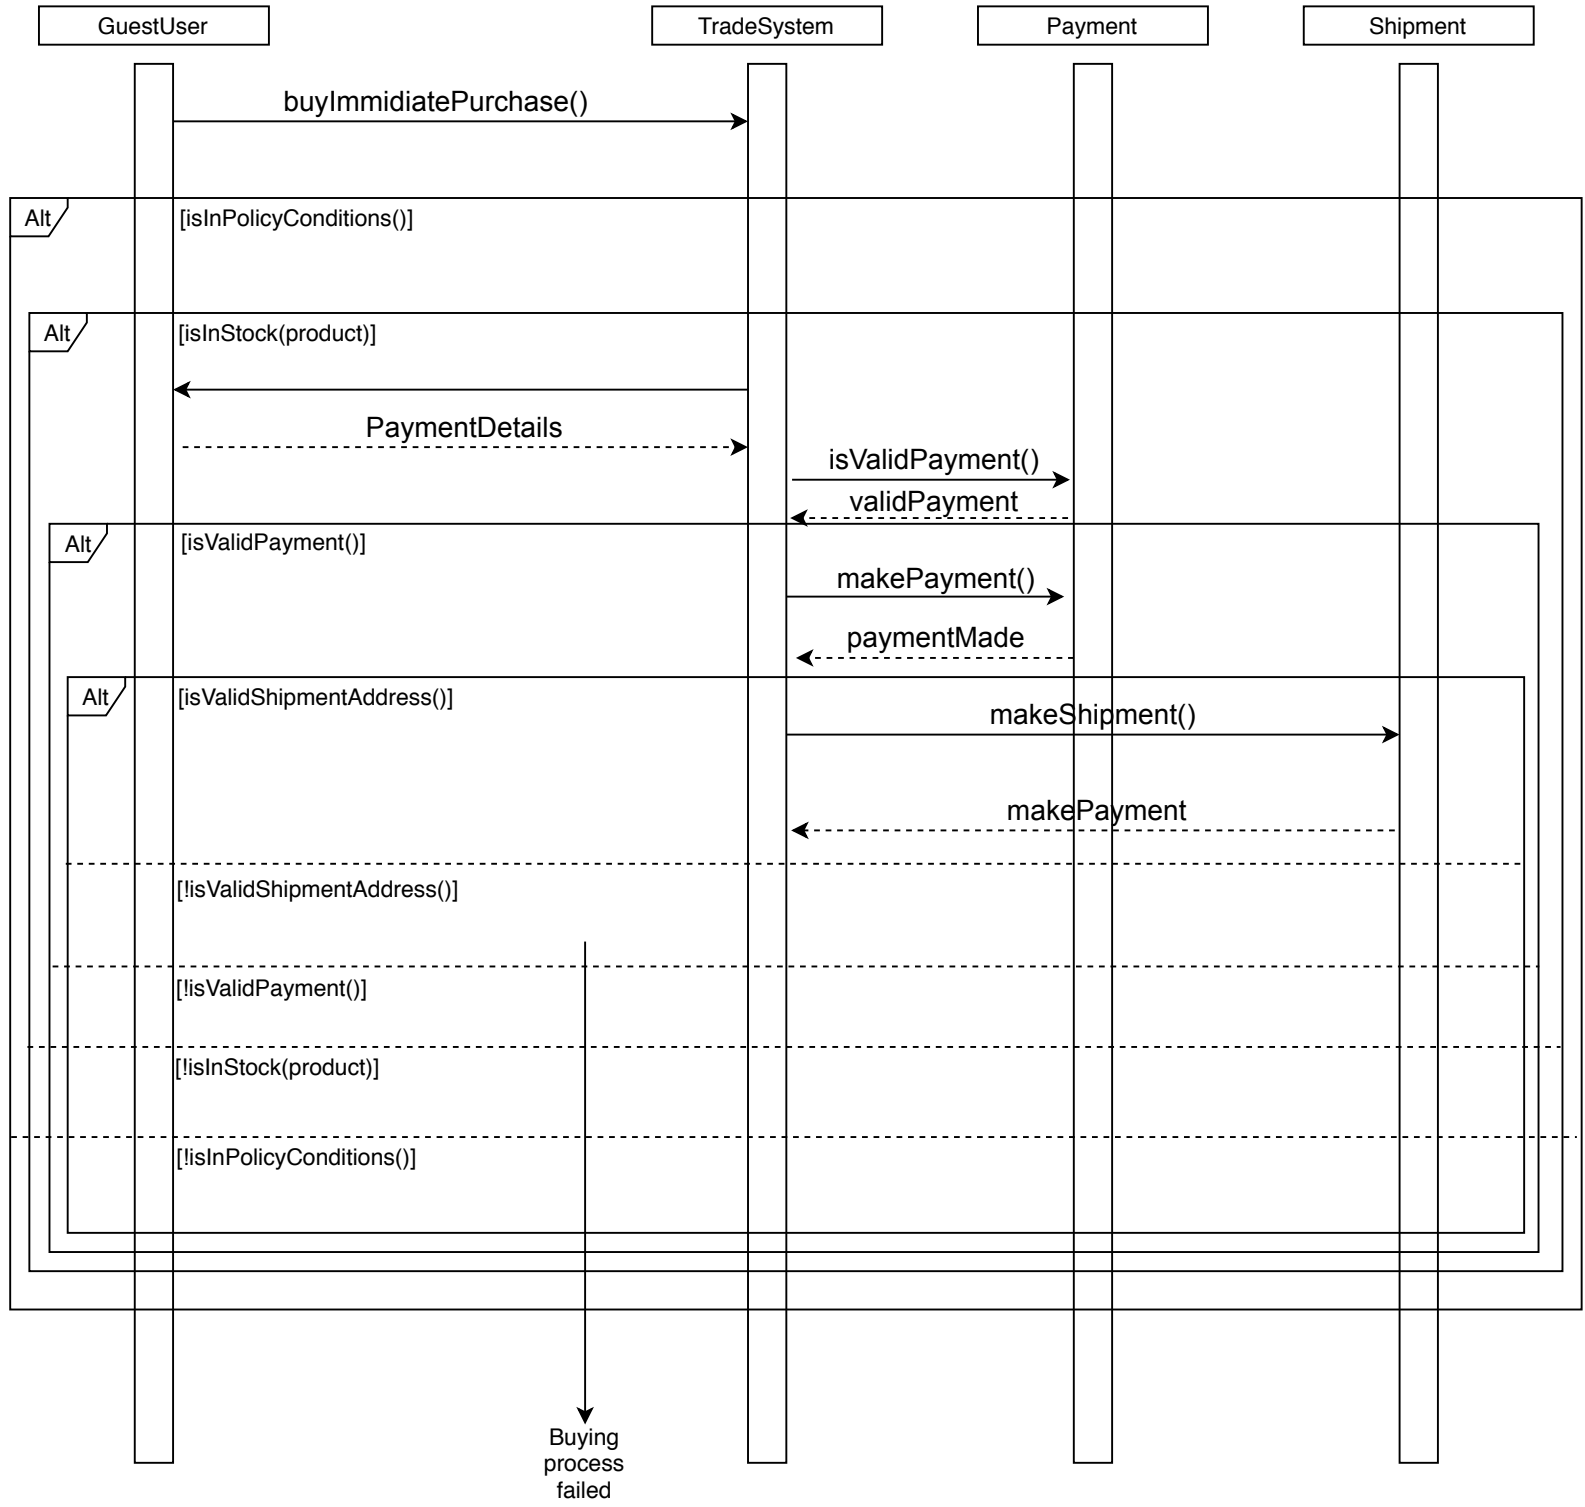 GuestUser
TradeSystem
Payment
Shipment
buyImmidiatePurchase()
Alt
[isInPolicyConditions()]
Alt
[isInStock(product)]
PaymentDetails
isValidPayment()
validPayment
Alt
[isValidPayment()]
makePayment()
paymentMade
Alt
[isValidShipmentAddress()]
makeShipment()
makePayment
[!isValidShipmentAddress()]
[!isValidPayment()]
[!isInStock(product)]
[!isInPolicyConditions()]
Buying
process
failed